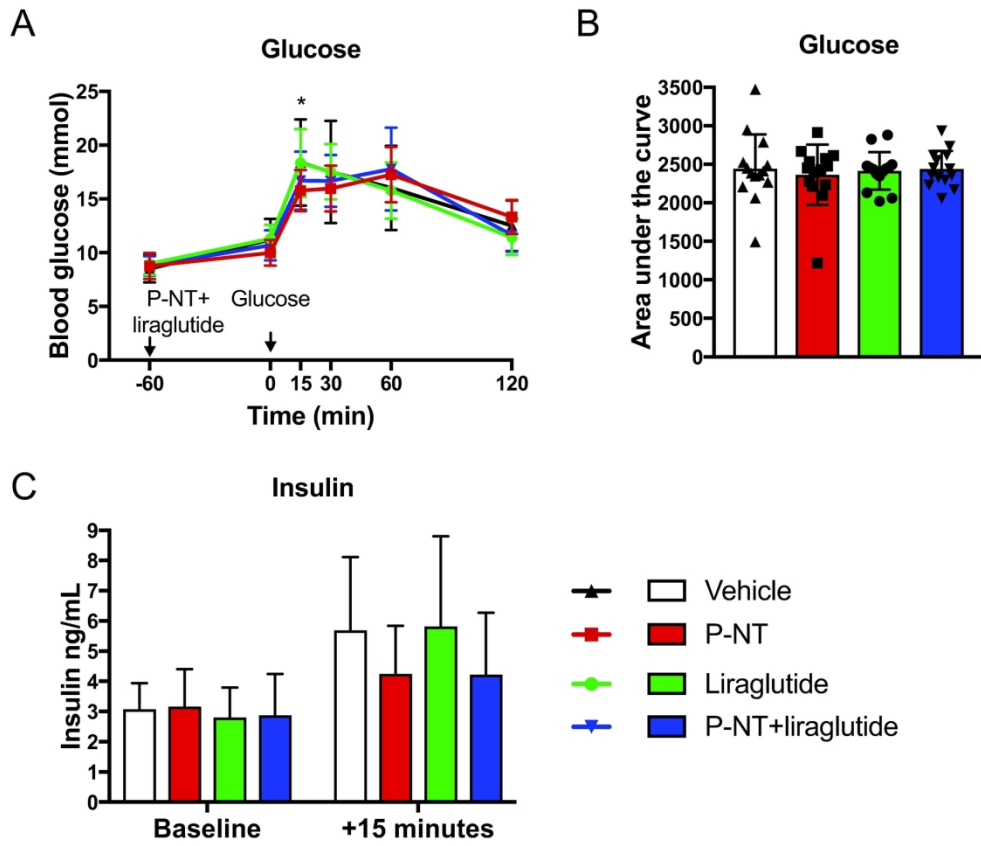 A
Glucose
Blood glucose (mmol)
25
20
15
10
5
0
*
P-NT+
liraglutide
Glucose
-60
0
15
30
60
120
Time (min)
B
Glucose
Area under the curve
3500
3000
2500
2000
1500
1000
500
0
C
Insulin
Insulin ng/mL
9
8
7
6
5
4
3
2
1
0
Baseline
+15 minutes
Vehicle
P-NT
Liraglutide
P-NT+liraglutide